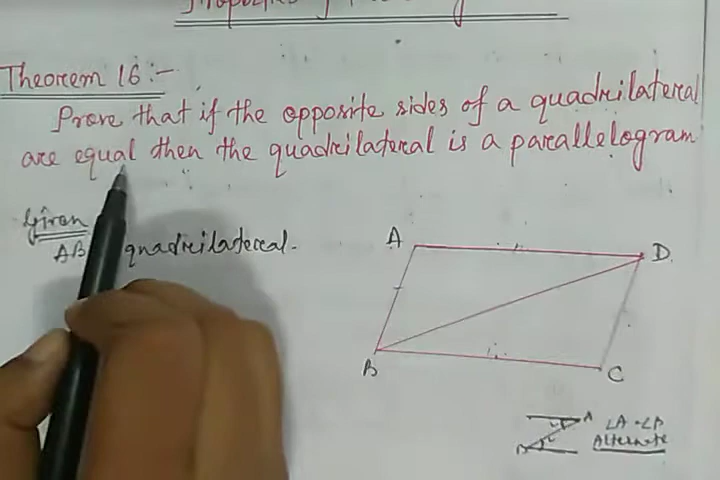 Theorem 16:-
Prove that if the opposite sides of a quadrilateral
are equal then the quadrilateral is a parallelogram
Given
AB quadrilateral.
A
D
B
C
A
∠A = ∠B
Alternate